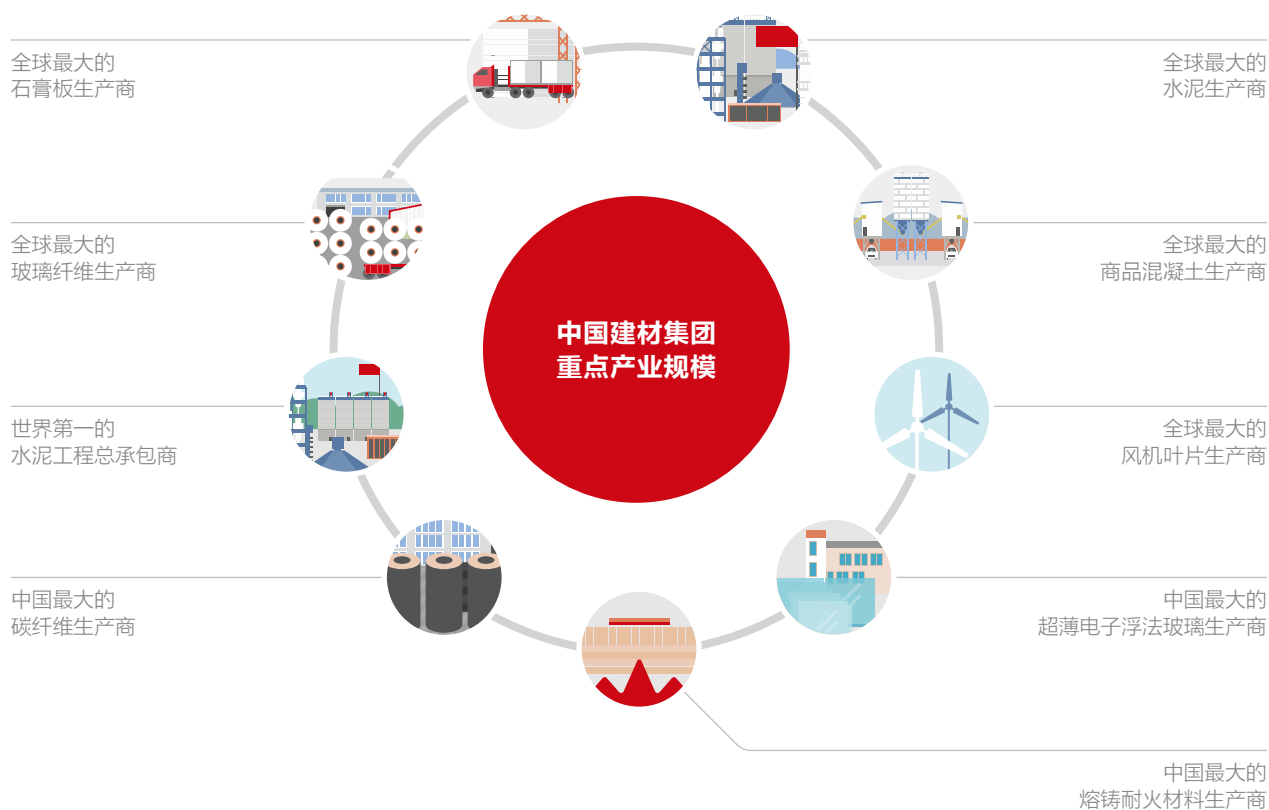 全球最大的
石膏板生产商
全球最大的
水泥生产商
全球最大的
玻璃纤维生产商
全球最大的
商品混凝土生产商
中国建材集团
重点产业规模
世界第一的
水泥工程总承包商
全球最大的
风机叶片生产商
中国最大的
碳纤维生产商
中国最大的
超薄电子浮法玻璃生产商
中国最大的
熔铸耐火材料生产商